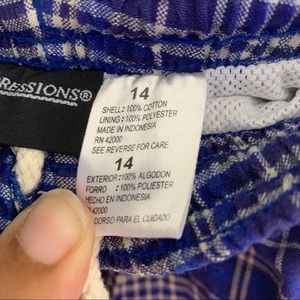 RESSIONS®
14
SHELL: 100% COTTON
LINING: 100% POLYESTER
MADE IN INDONESIA
RN 42000
SEE REVERSE FOR CARE
14
EXTERIOR: 100% ALGODON
FORRO : 100% POLIESTER
HECHO EN INDONESIA
RN 42000
DORSO PARA EL CUIDADO